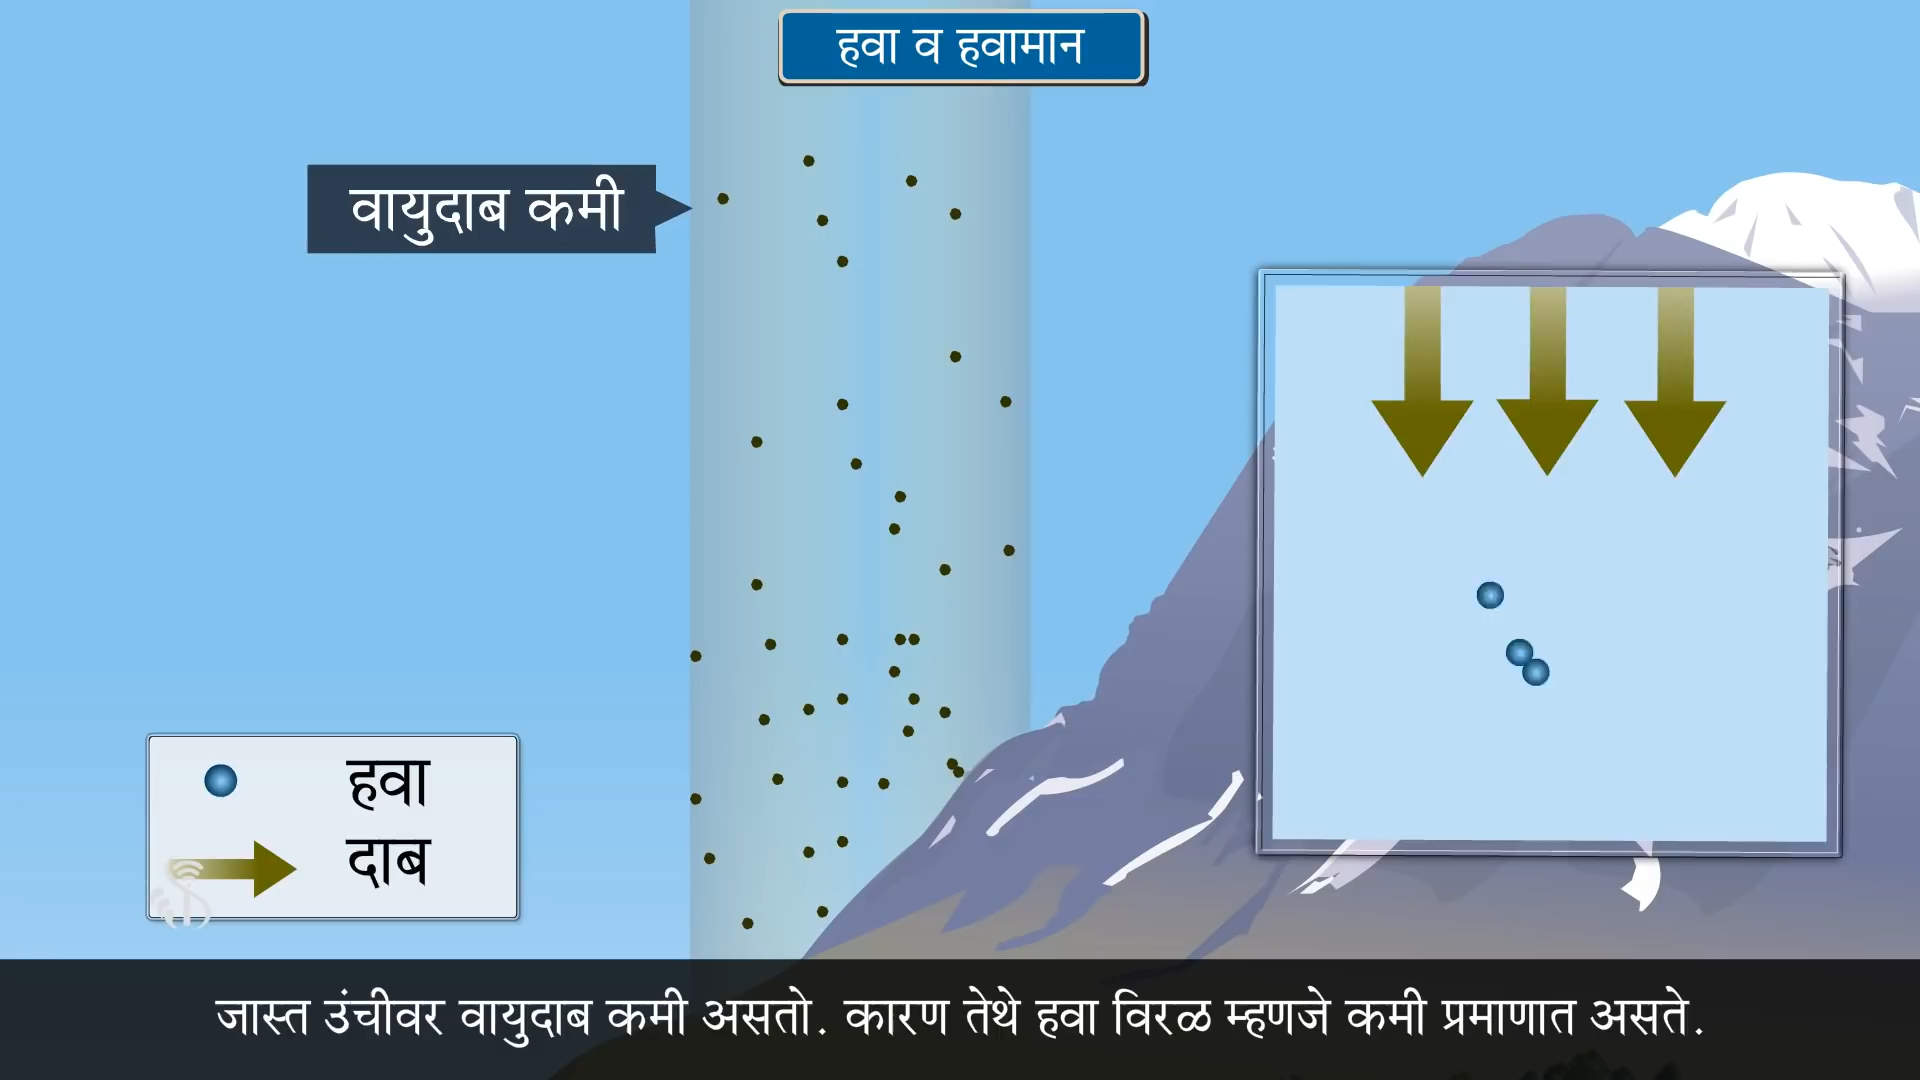 हवा व हवामान
वायुदाब कमी
हवा
दाब
जास्त उंचीवर वायुदाब कमी असतो. कारण तेथे हवा विरळ म्हणजे कमी प्रमाणात असते.